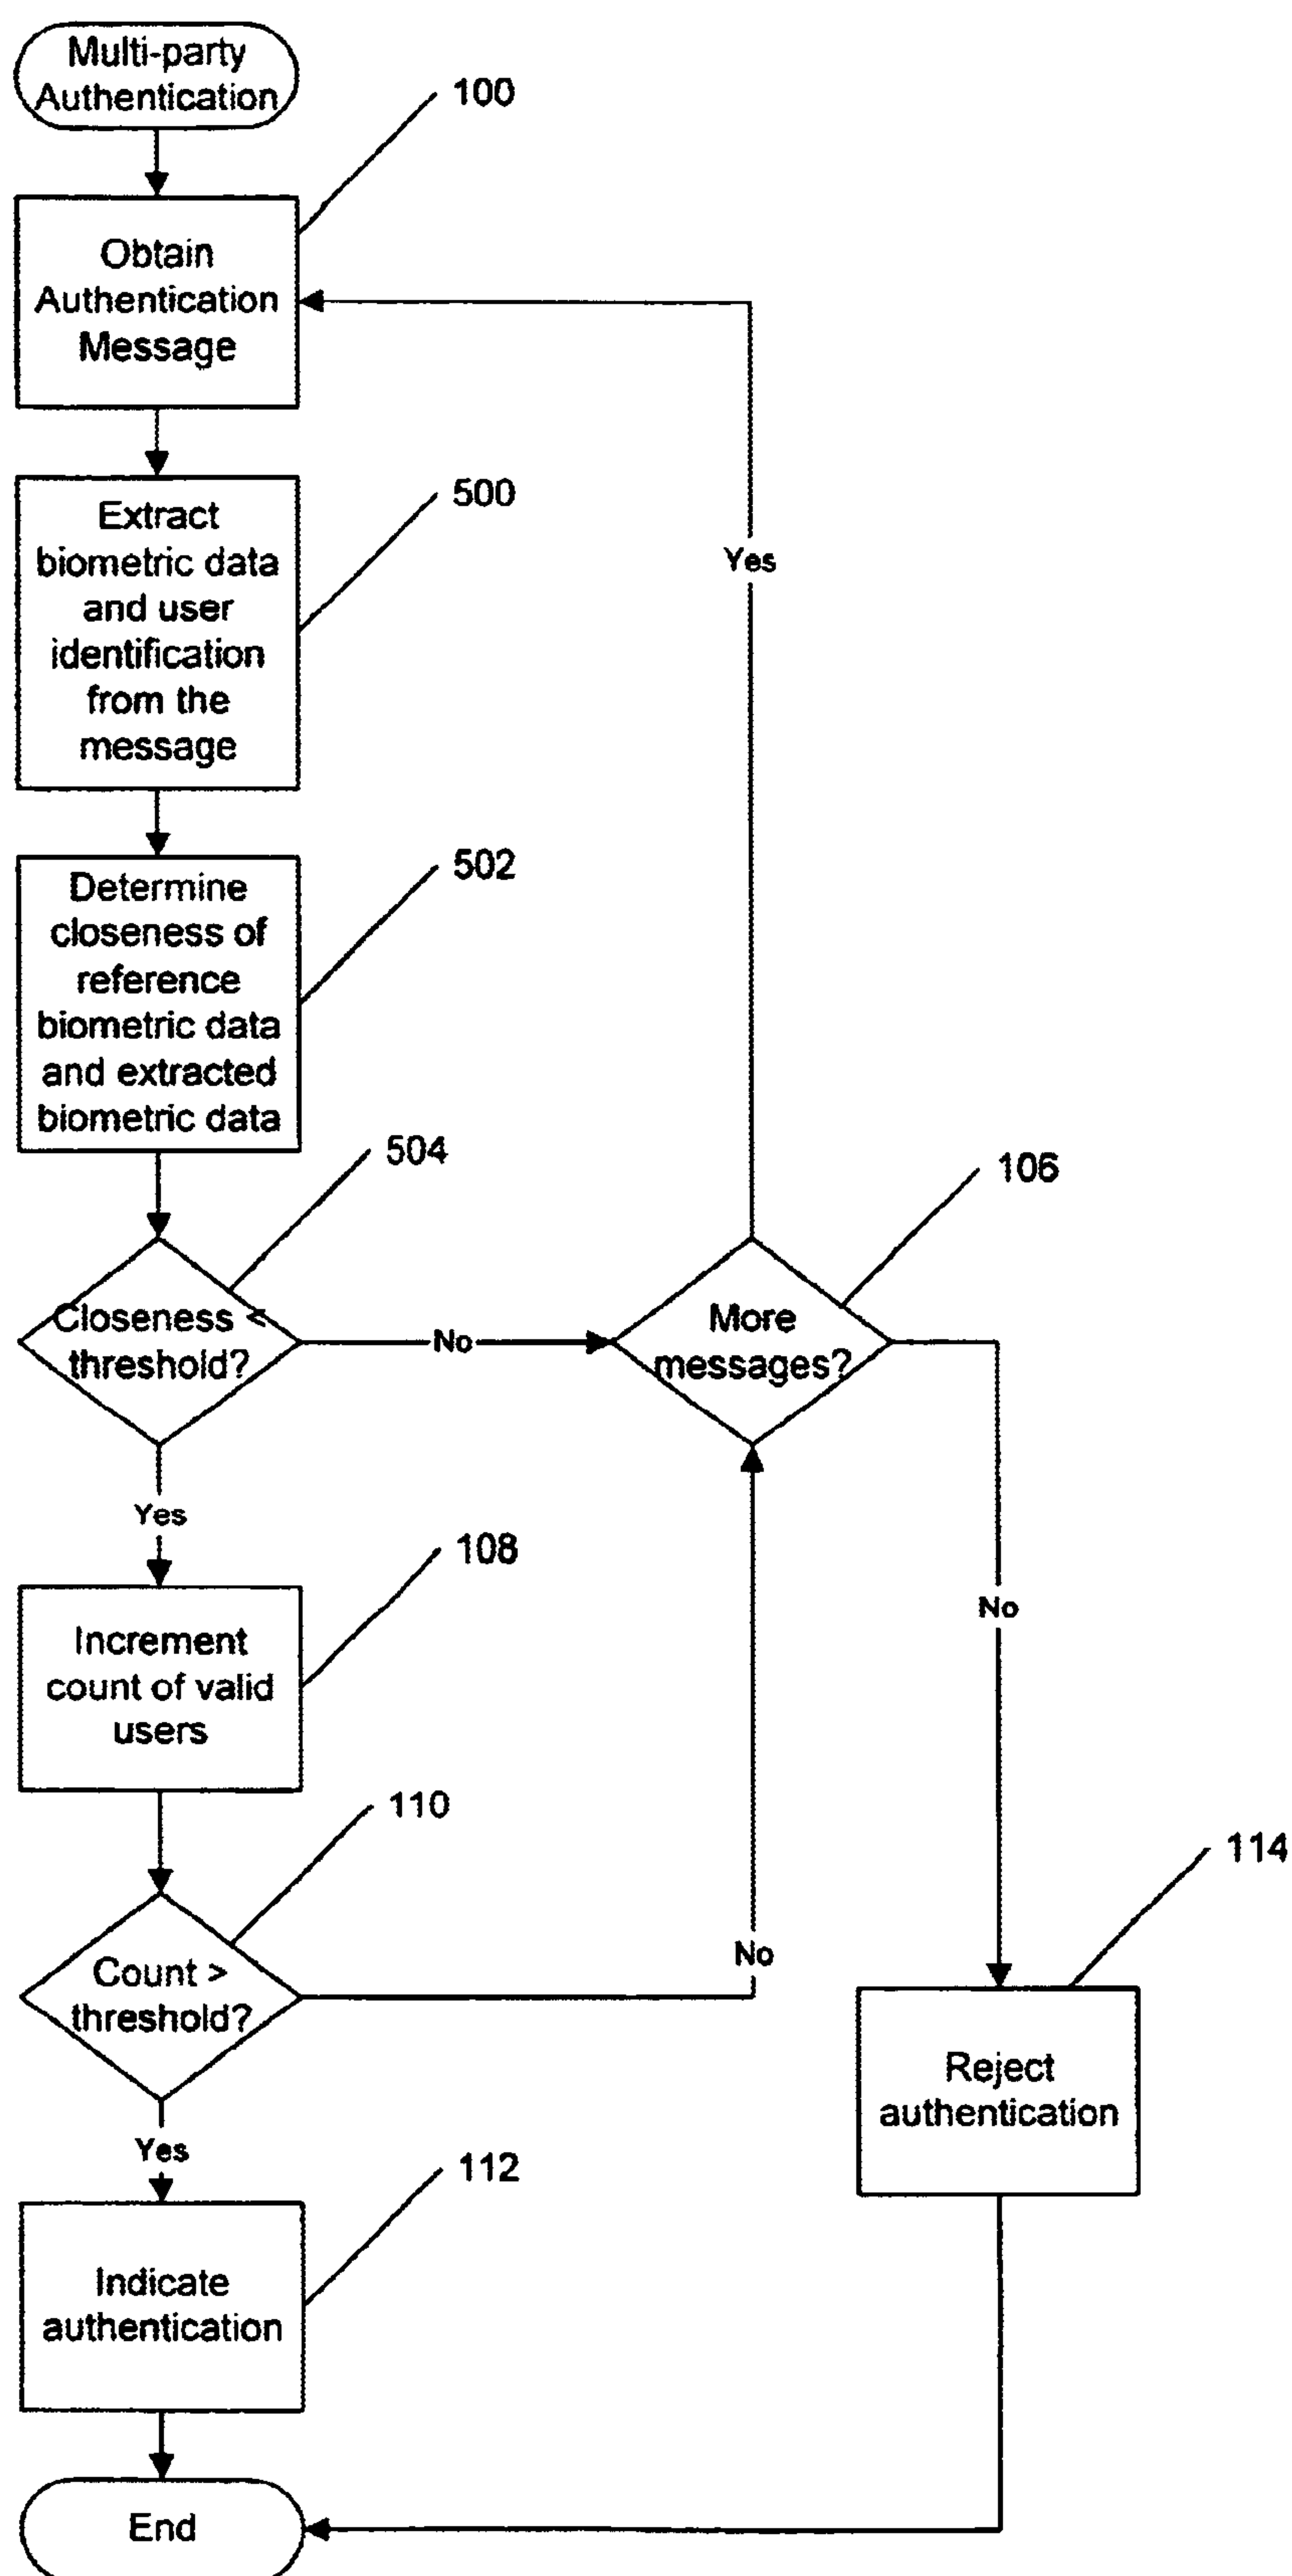 Multi-party
Authentication
100
Obtain
Authentication
Message
500
Extract
biometric data
and user
identification
from the
message
Yes
502
Determine
closeness of
reference
biometric data
and extracted
biometric data
504
106
Closeness <
threshold?
No
More
messages?
Yes
108
No
Increment
count of valid
users
110
114
Count >
threshold?
No
Reject
authentication
Yes
112
Indicate
authentication
End